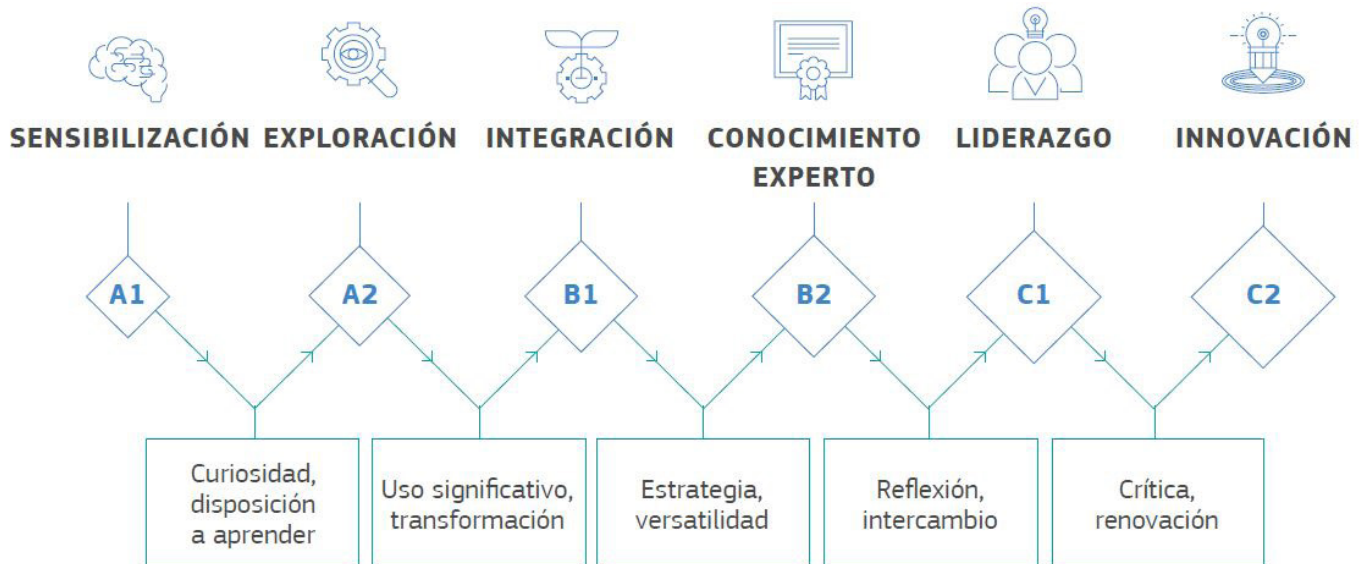 SENSIBILIZACIÓN
EXPLORACIÓN
INTEGRACIÓN
CONOCIMIENTO
EXPERTO
LIDERAZGO
INNOVACIÓN
A1
A2
B1
B2
C1
C2
Curiosidad,
disposición
a aprender
Uso significativo,
transformación
Estrategia,
versatilidad
Reflexión,
intercambio
Crítica,
renovación